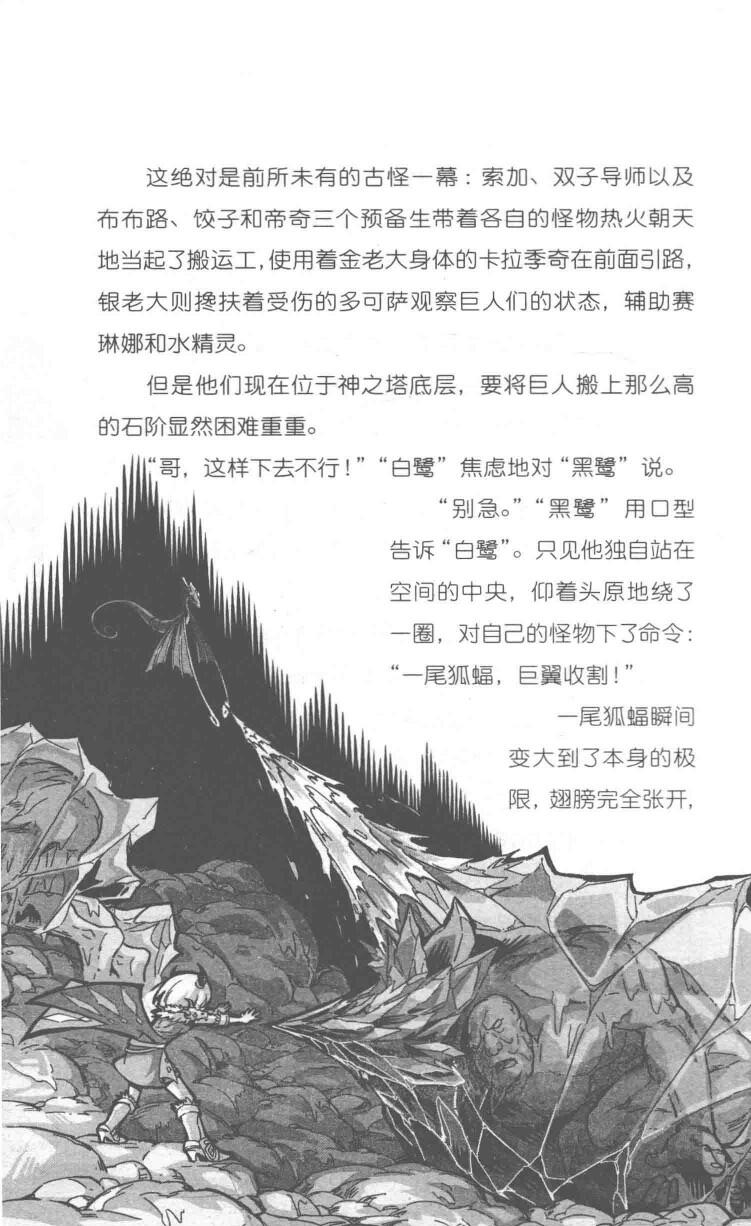 这绝对是前所未有的古怪一幕：索加、双子导师以及
布布路、饺子和帝奇三个预备生带着各自的怪物热火朝天
地当起了搬运工，使用着金老大身体的卡拉季奇在前面引路，
银老大则搀扶着受伤的多可萨观察巨人们的状态，辅助赛
琳娜和水精灵。
但是他们现在位于神之塔底层，要将巨人搬上那么高
的石阶显然困难重重。
“哥，这样下去不行！”“白鹭”焦虑地对“黑鹭”说。
“别急。”“黑鹭”用口型
告诉“白鹭”。只见他独自站在
空间的中央，仰着头原地绕了
一圈，对自己的怪物下了命令：
“一尾狐蝠，巨翼收割！”
一尾狐蝠瞬间
变大到了本身的极
限，翅膀完全张开，